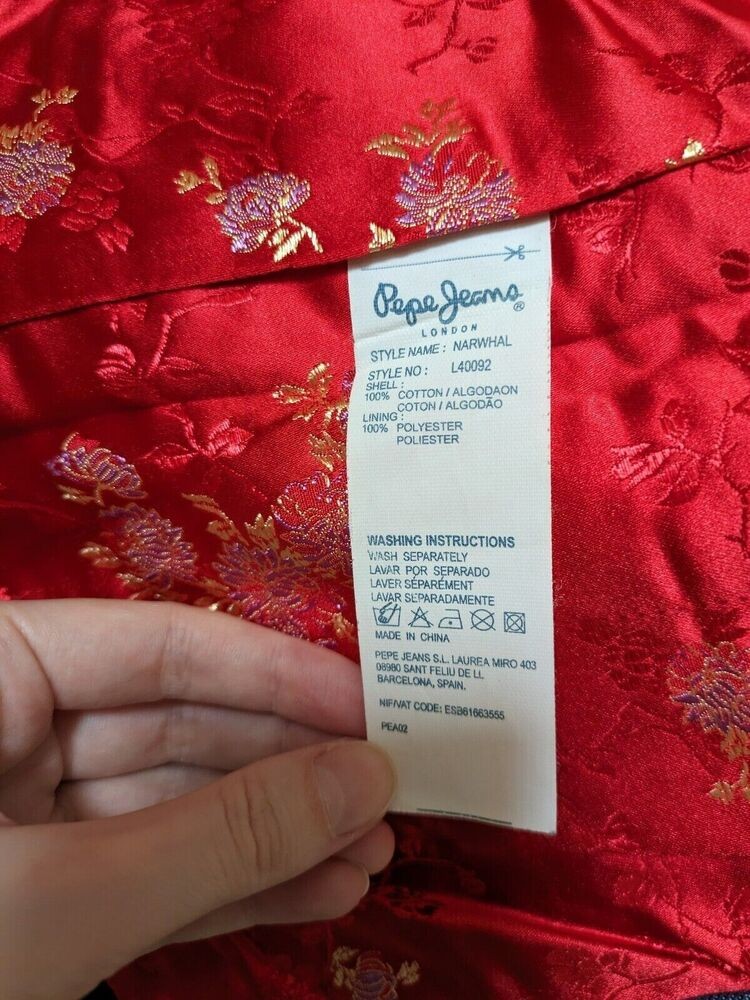 Pepe Jeans®
LONDON
STYLE NAME : NARWHAL
STYLE NO : L40092
SHELL :
100% COTTON / ALGODAON
COTON / ALGODÃO
LINING :
100% POLYESTER
POLIESTER
WASHING INSTRUCTIONS
WASH SEPARATELY
LAVAR POR SEPARADO
LAVER SÉPARÉMENT
LAVAR SEPARADAMENTE
MADE IN CHINA
PEPE JEANS S.L. LAUREA MIRO 403
08980 SANT FELIU DE LL
BARCELONA, SPAIN.
NIF/VAT CODE: ESB61663555
PEA02